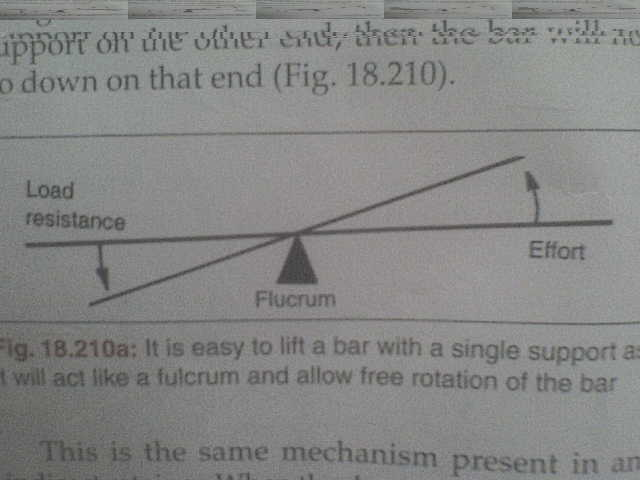 upport on the other end, then the bar will no
o down on that end (Fig. 18.210).
Load
resistance
Effort
Flucrum
Fig. 18.210a: It is easy to lift a bar with a single support as
t will act like a fulcrum and allow free rotation of the bar
This is the same mechanism present in an